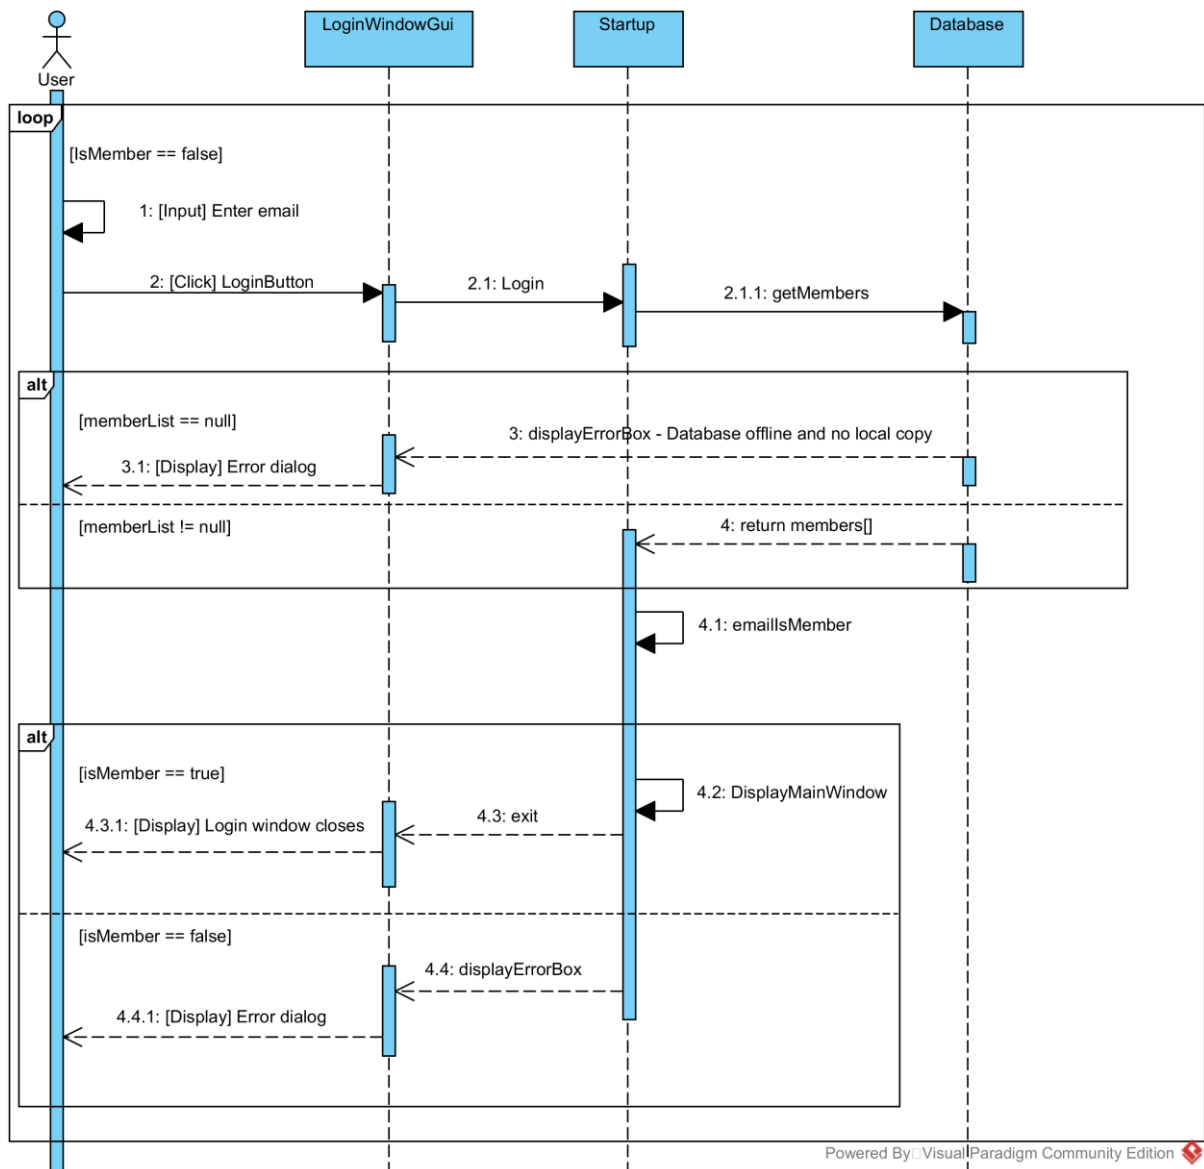 User
LoginWindowGui
Startup
Database
loop
[IsMember == false]
1: [Input] Enter email
2: [Click] LoginButton
2.1: Login
2.1.1: getMembers
alt
[memberList == null]
3: displayErrorBox - Database offline and no local copy
3.1: [Display] Error dialog
[memberList != null]
4: return members[]
4.1: emailIsMember
alt
[isMember == true]
4.2: DisplayMainWindow
4.3: exit
4.3.1: [Display] Login window closes
[isMember == false]
4.4: displayErrorBox
4.4.1: [Display] Error dialog
Powered By Visual Paradigm Community Edition